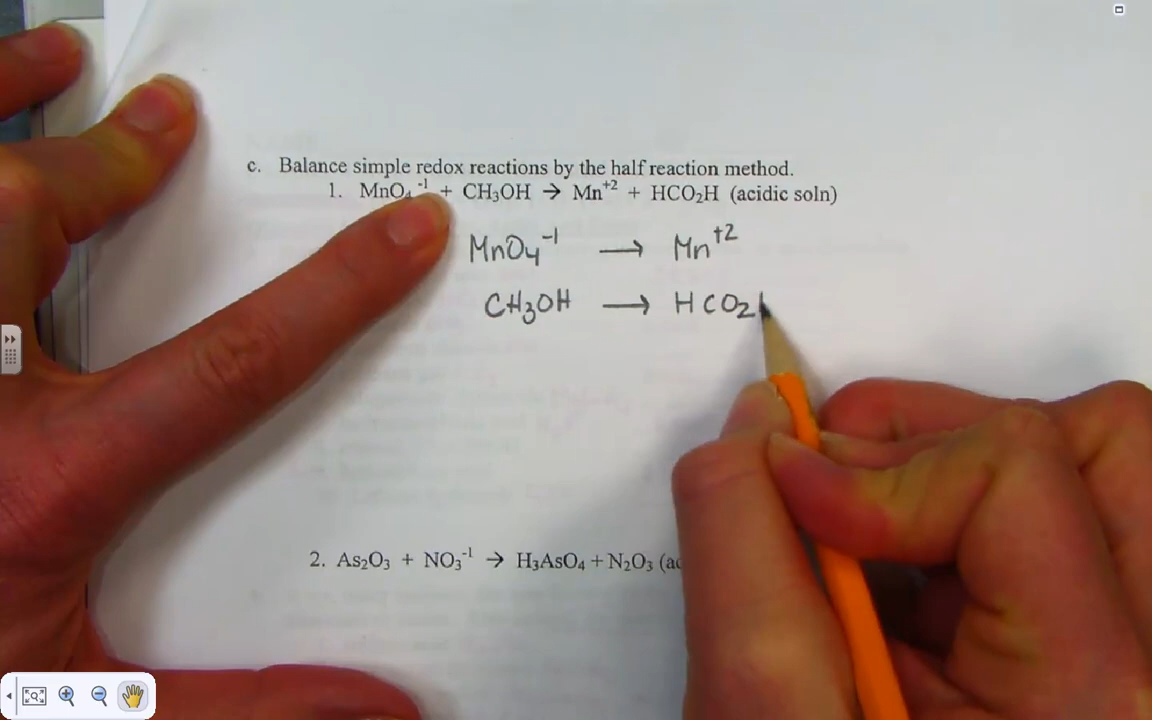 c. Balance simple redox reactions by the half reaction method.
1. MnO₄⁻¹ + CH₃OH → Mn⁺² + HCO₂H (acidic soln)
MnO₄⁻¹ → Mn⁺²
CH₃OH → HCO₂
2. As₂O₃ + NO₃⁻¹ → H₃AsO₄ + N₂O₃